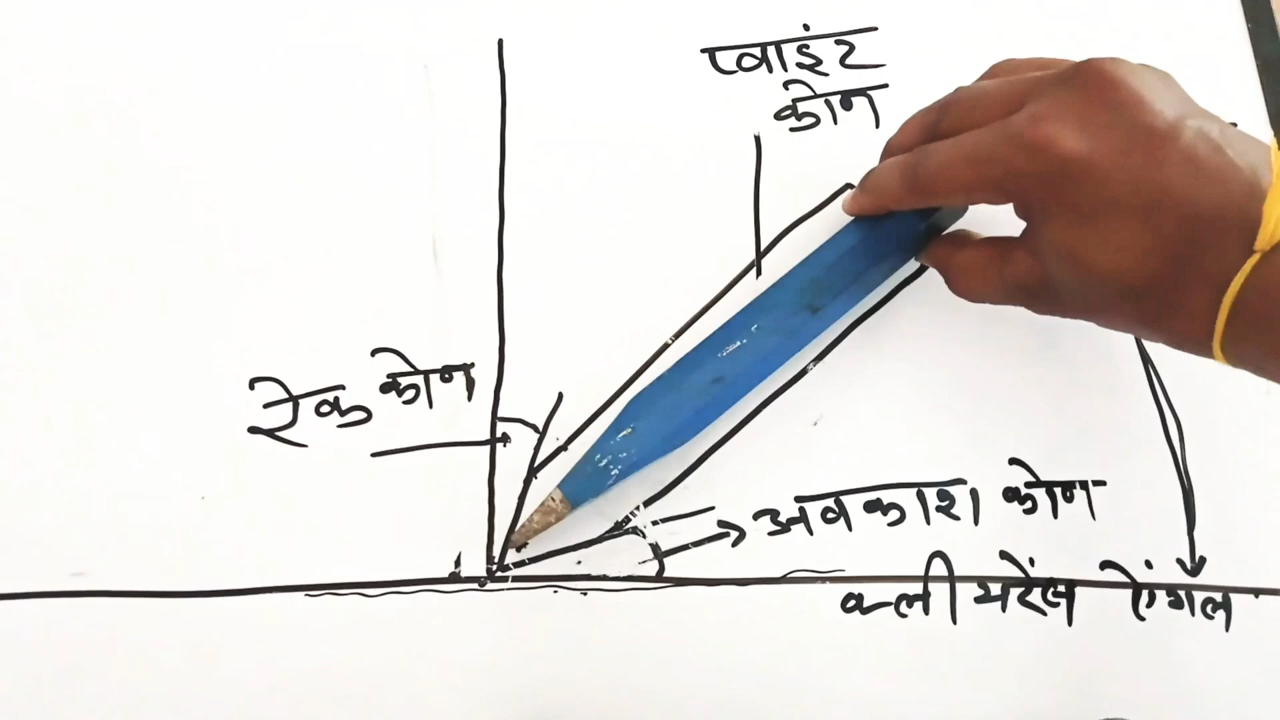 प्वाइंट
कोण
रेक कोण
अवकाश कोण
क्लीयरेंस ऐंगल